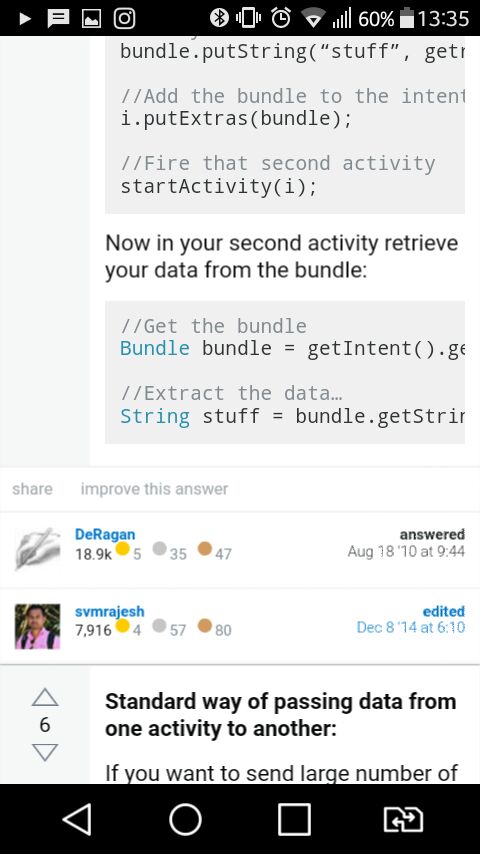 60% 13:35
bundle.putString(“stuff”, getr
//Add the bundle to the intent
i.putExtras(bundle);
//Fire that second activity
startActivity(i);
Now in your second activity retrieve
your data from the bundle:
//Get the bundle
Bundle bundle = getIntent().ge
//Extract the data…
String stuff = bundle.getStrin
share improve this answer
DeRagan answered
18.9k 5 35 47 Aug 18 '10 at 9:44
svmrajesh edited
7,916 4 57 80 Dec 8 '14 at 6:10
6
Standard way of passing data from
one activity to another:
If you want to send large number of